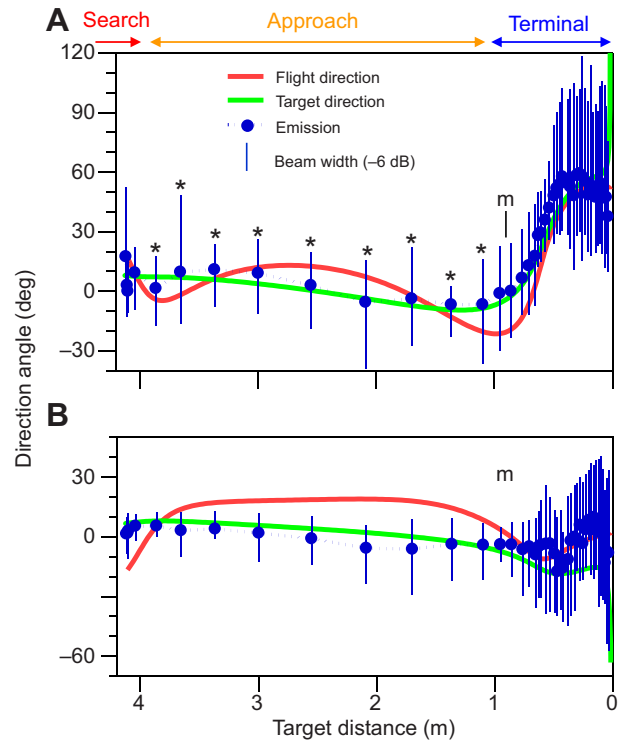 A Search Approach Terminal
120
Flight direction
Target direction
Emission
Beam width (–6 dB)
90
60
30
0
–30
* * * * * * * * *
m
Direction angle (deg)
B
30
0
–60
m
4 3 2 1 0
Target distance (m)